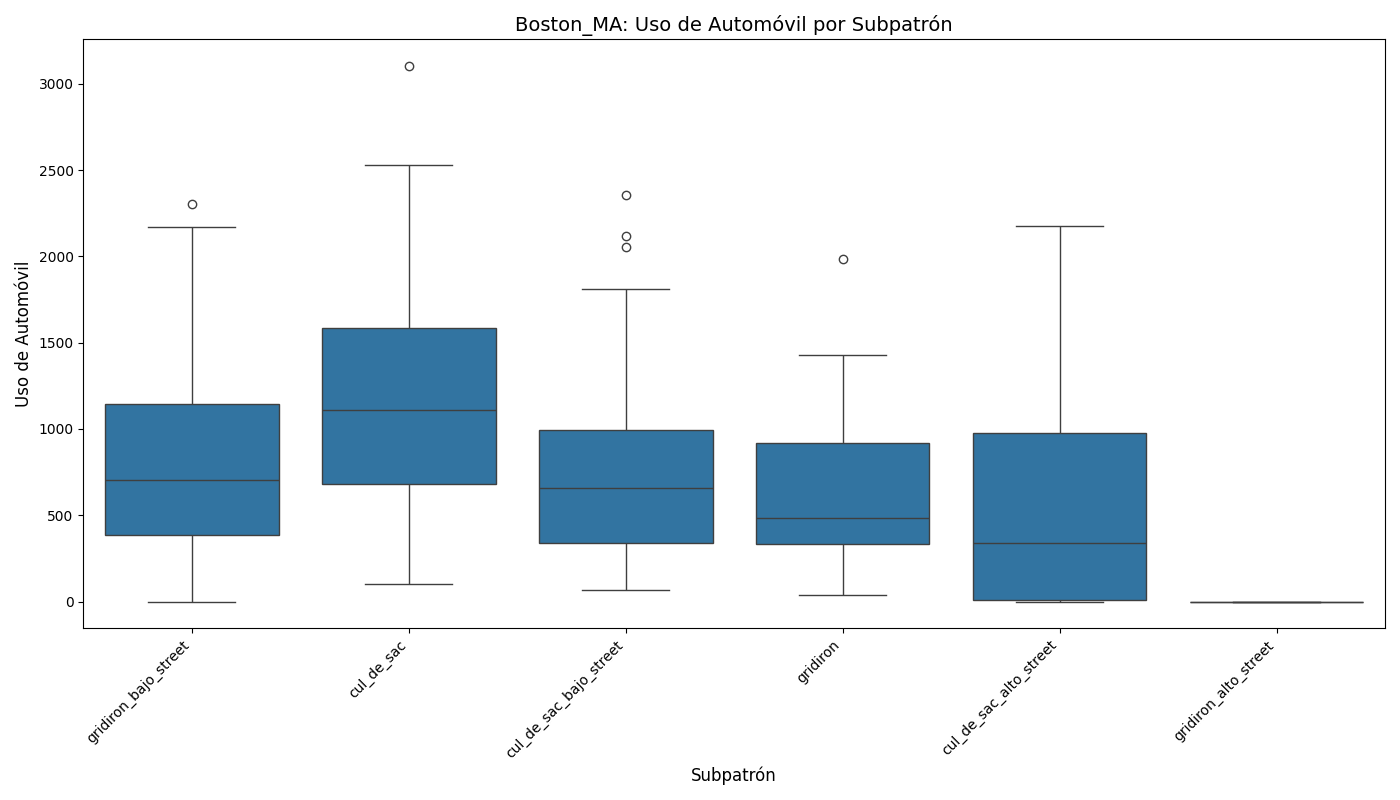 Boston_MA: Uso de Automóvil por Subpatrón
Uso de Automóvil
3000
2500
2000
1500
1000
500
0
gridiron_bajo_street
cul_de_sac
cul_de_sac_bajo_street
gridiron
cul_de_sac_alto_street
gridiron_alto_street
Subpatrón